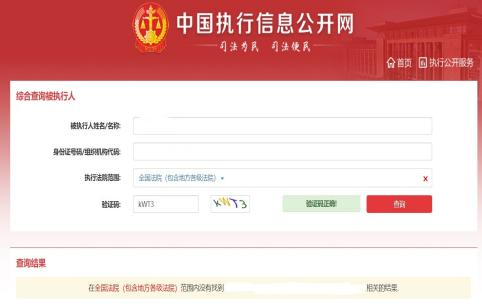 中国执行信息公开网
司法为民 司法便民
首页 执行公开服务
综合查询被执行人
被执行人姓名/名称:
身份证号码/组织机构代码:
执行法院范围: 全国法院（包含地方各级法院） x
验证码: kWT3 kWT3 验证码正确! 查询
查询结果
在全国法院（包含地方各级法院）范围内没有找到 相关的结果.